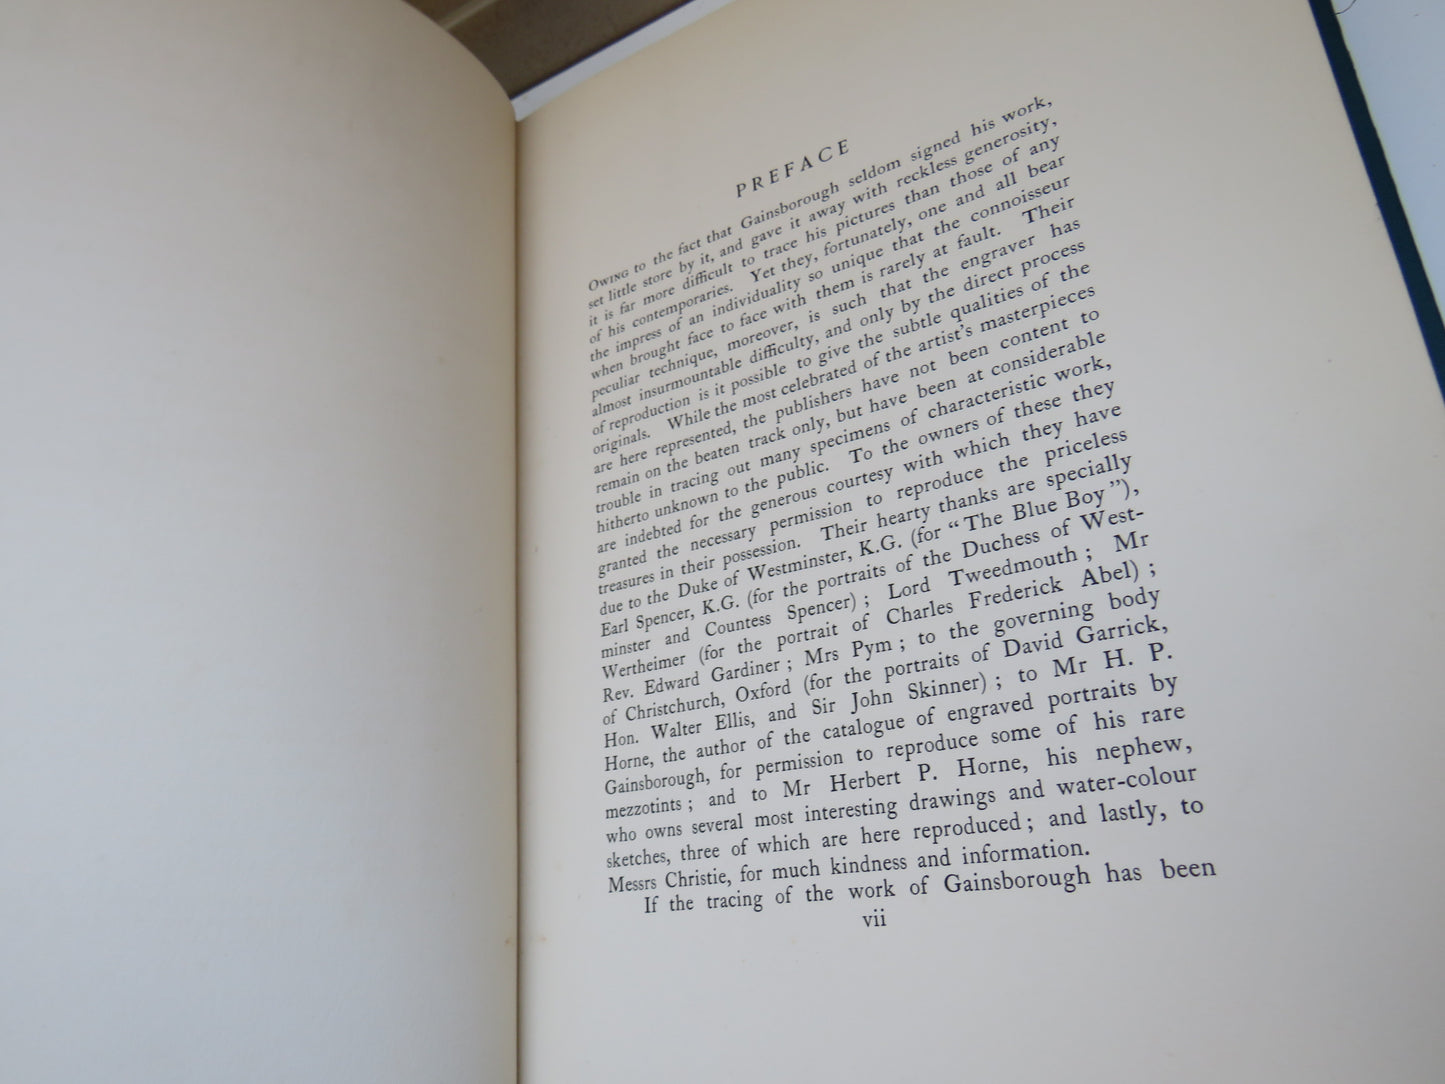 PREFACE
Owing to the fact that Gainsborough seldom signed his work,
set little store by it, and gave it away with reckless generosity,
it is far more difficult to trace his pictures than those of any
of his contemporaries. Yet they, fortunately, one and all bear
the impress of an individuality so unique that the connoisseur
when brought face to face with them is rarely at fault. Their
peculiar technique, moreover, is such that the engraver has
almost insurmountable difficulty, and only by the direct process
of reproduction is it possible to give the subtle qualities of the
originals. While the most celebrated of the artist's masterpieces
are here represented, the publishers have not been content to
remain on the beaten track only, but have been at considerable
trouble in tracing out many specimens of characteristic work,
hitherto unknown to the public. To the owners of these they
are indebted for the generous courtesy with which they have
granted the necessary permission to reproduce the priceless
treasures in their possession. Their hearty thanks are specially
due to the Duke of Westminster, K.G. (for “The Blue Boy”),
Earl Spencer, K.G. (for the portraits of the Duchess of West-
minster and Countess Spencer) ; Lord Tweedmouth ; Mr
Wertheimer (for the portrait of Charles Frederick Abel) ;
Rev. Edward Gardiner ; Mrs Pym ; to the governing body
of Christchurch, Oxford (for the portraits of David Garrick,
Hon. Walter Ellis, and Sir John Skinner) ; to Mr H. P.
Horne, the author of the catalogue of engraved portraits by
Gainsborough, for permission to reproduce some of his rare
mezzotints ; and to Mr Herbert P. Horne, his nephew,
who owns several most interesting drawings and water-colour
sketches, three of which are here reproduced ; and lastly, to
Messrs Christie, for much kindness and information.
If the tracing of the work of Gainsborough has been
vii